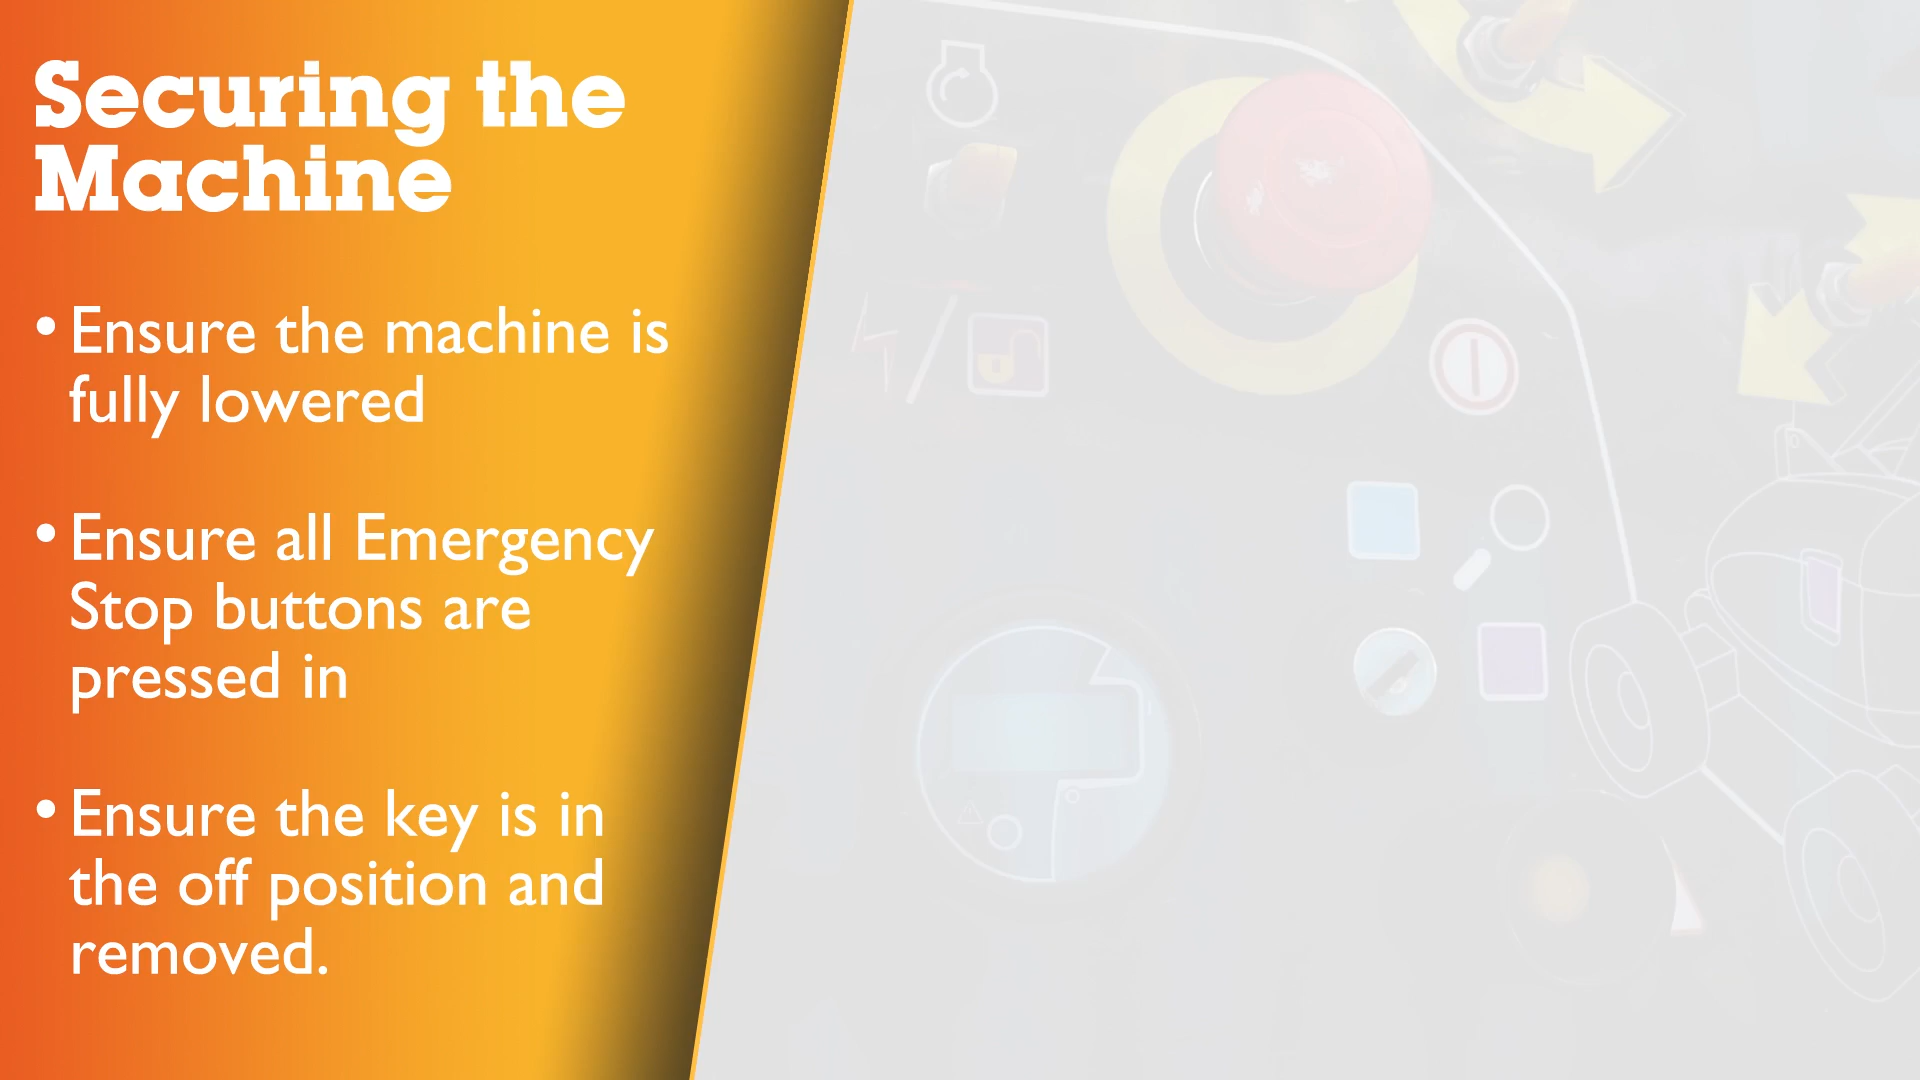 Securing the
Machine
• Ensure the machine is
fully lowered
• Ensure all Emergency
Stop buttons are
pressed in
• Ensure the key is in
the off position and
removed.